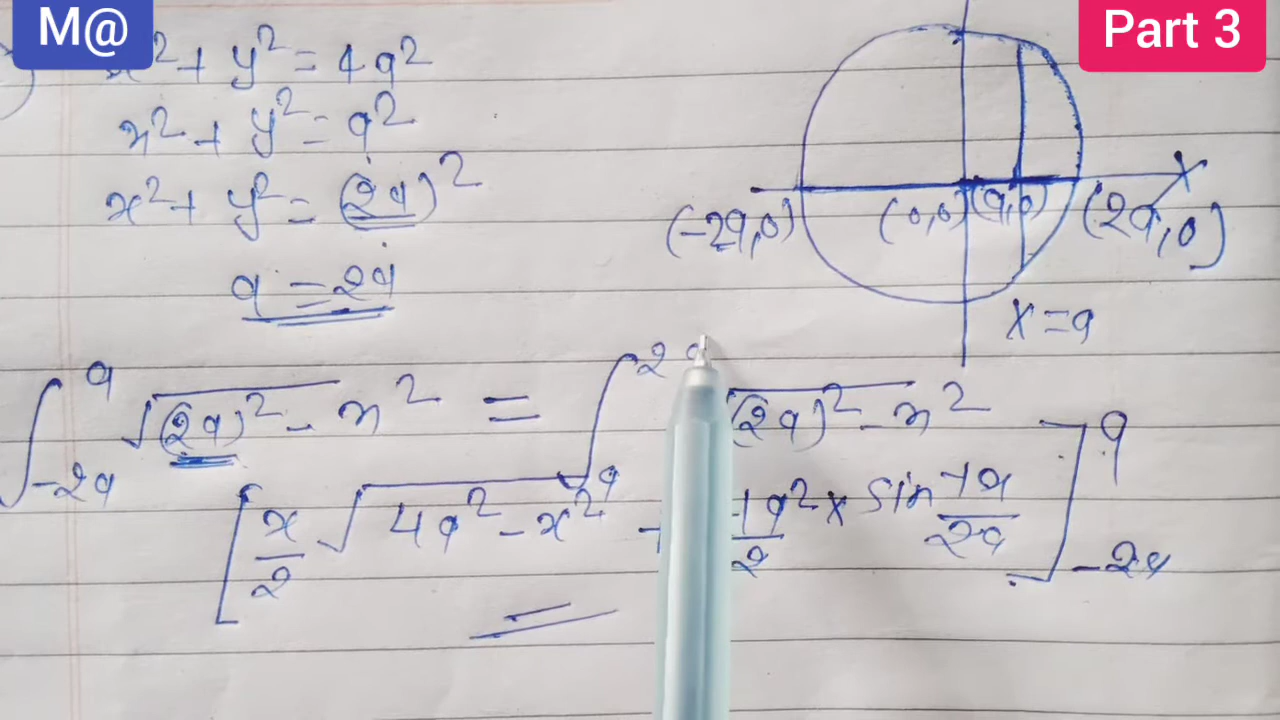 M@
Part 3
x² + y² = 4a²
x² + y² = a²
x² + y² = (2a)²
a = 2a
X
(-2a,0) (0,0) (a,0) (2a,0)
X = a
∫_{-2a}^{a} √(2a)² - x² = ∫_{a}^{2a} √(2a)² - x²
[x/2 √4a² - x² + 4a²/2 × sin⁻¹ x/2a]_{-2a}^{a}